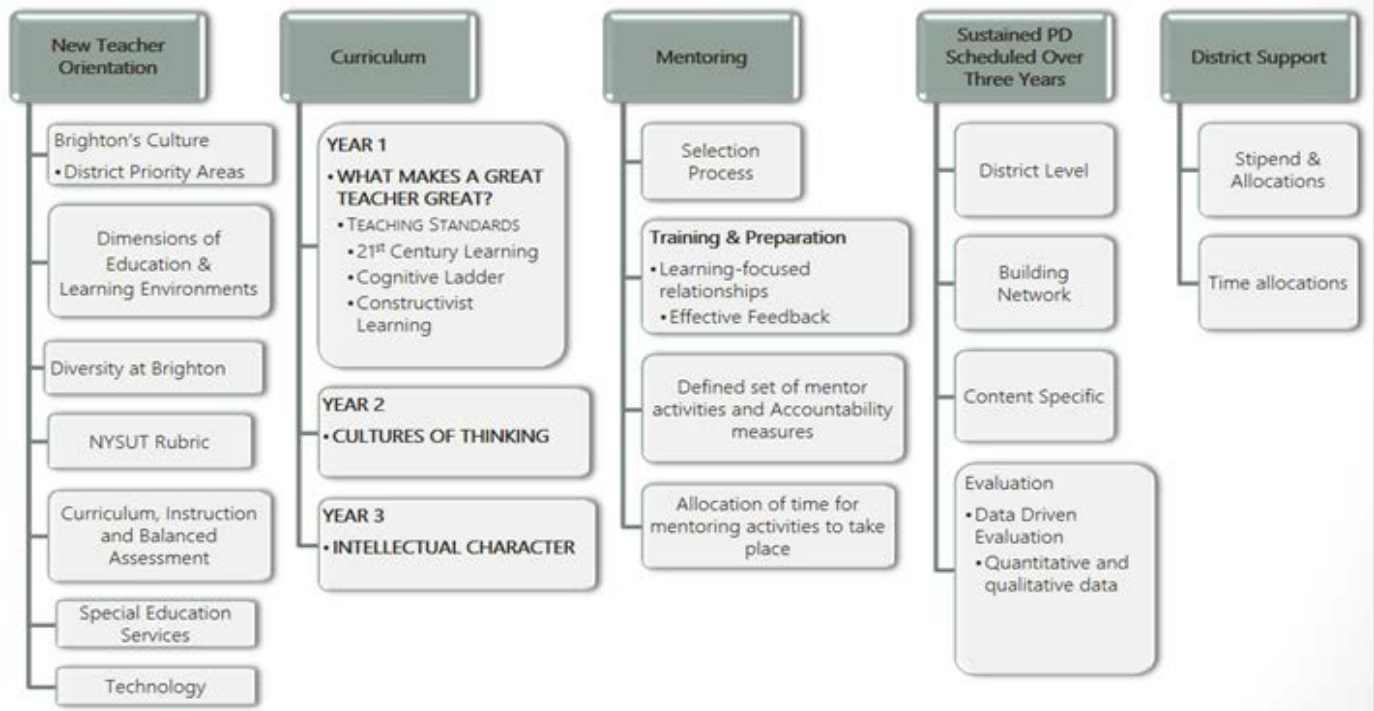 New Teacher
Orientation
Brighton's Culture
• District Priority Areas
Dimensions of
Education &
Learning Environments
Diversity at Brighton
NYSUT Rubric
Curriculum, Instruction
and Balanced
Assessment
Special Education
Services
Technology
Curriculum
YEAR 1
• WHAT MAKES A GREAT
TEACHER GREAT?
• TEACHING STANDARDS
• 21st Century Learning
• Cognitive Ladder
• Constructivist
Learning
YEAR 2
• CULTURES OF THINKING
YEAR 3
• INTELLECTUAL CHARACTER
Mentoring
Selection
Process
Training & Preparation
• Learning-focused
relationships
• Effective Feedback
Defined set of mentor
activities and Accountability
measures
Allocation of time for
mentoring activities to take
place
Sustained PD
Scheduled Over
Three Years
District Level
Building
Network
Content Specific
Evaluation
• Data Driven
Evaluation
• Quantitative and
qualitative data
District Support
Stipend &
Allocations
Time allocations